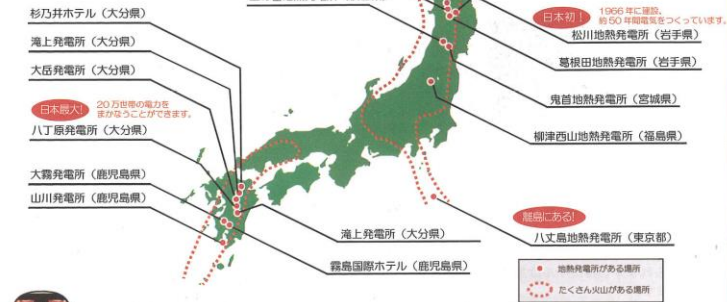 杉乃井ホテル（大分県）
滝上発電所（大分県）
大岳発電所（大分県）
日本最大!
20万世帯の電力を
まかなうことができます。
八丁原発電所（大分県）
大霧発電所（鹿児島県）
山川発電所（鹿児島県）
日本初！
1966年に建設。
約50年間電気をつくっています。
松川地熱発電所（岩手県）
葛根田地熱発電所（岩手県）
鬼首地熱発電所（宮城県）
柳津西山地熱発電所（福島県）
離島にある!
八丈島地熱発電所（東京都）
滝上発電所（大分県）
霧島国際ホテル（鹿児島県）
地熱発電所がある場所
たくさん火山がある場所